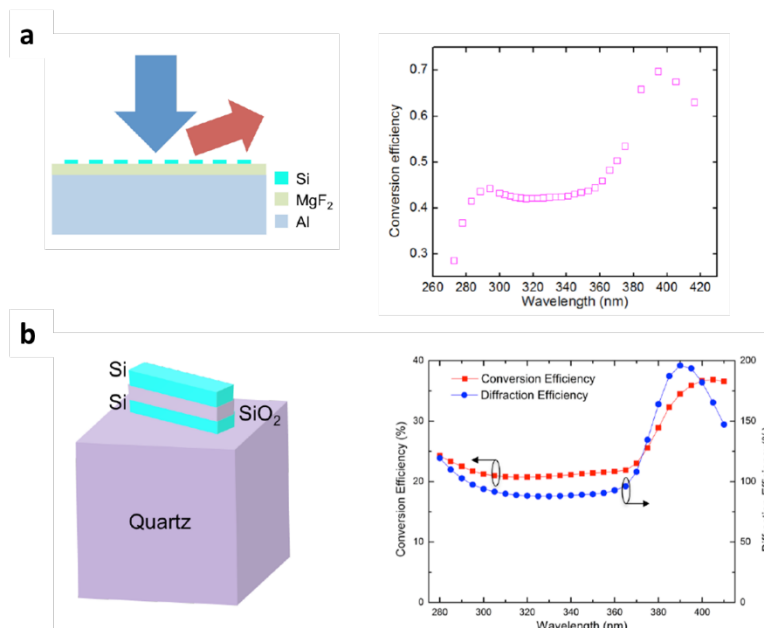 a
Si
MgF₂
Al
Conversion efficiency
0.7
0.6
0.5
0.4
0.3
260 280 300 320 340 360 380 400 420 440
Wavelength (nm)
b
Si
Si
SiO₂
Quartz
Conversion Efficiency
Diffraction Efficiency
Conversion Efficiency (%)
40
30
20
10
0
200
150
100
50
0
280 300 320 340 360 380 400
Wavelength (nm)